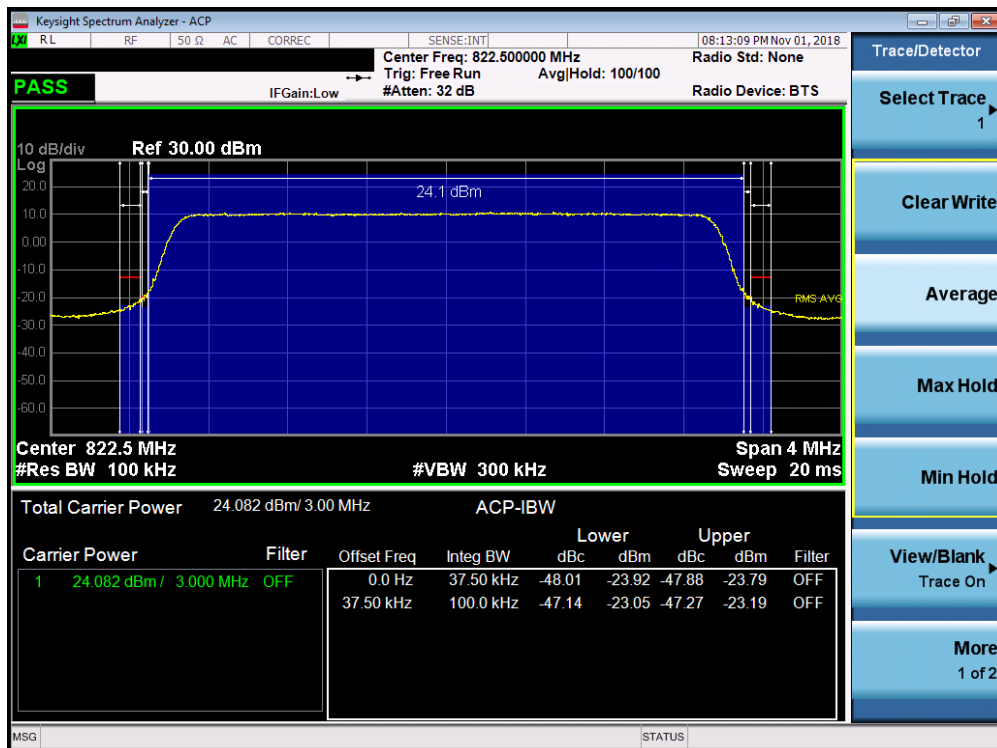 Keysight Spectrum Analyzer - ACP
LXI RL RF 50 Ω AC CORREC SENSE:INT 08:13:09 PM Nov 01, 2018
Center Freq: 822.500000 MHz Radio Std: None
Trig: Free Run Avg|Hold: 100/100
PASS IFGain:Low #Atten: 32 dB Radio Device: BTS
10 dB/div Ref 30.00 dBm
Log
20.0
24.1 dBm
10.0
0.00
-10.0
-20.0
RMS AVG
-30.0
-40.0
-50.0
-60.0
Center 822.5 MHz Span 4 MHz
#Res BW 100 kHz #VBW 300 kHz Sweep 20 ms
Total Carrier Power 24.082 dBm/ 3.00 MHz ACP-IBW
Lower Upper
Carrier Power Filter Offset Freq Integ BW dBc dBm dBc dBm Filter
1 24.082 dBm / 3.000 MHz OFF 0.0 Hz 37.50 kHz -48.01 -23.92 -47.88 -23.79 OFF
37.50 kHz 100.0 kHz -47.14 -23.05 -47.27 -23.19 OFF
MSG STATUS
Trace/Detector
Select Trace
1
Clear Write
Average
Max Hold
Min Hold
View/Blank
Trace On
More
1 of 2